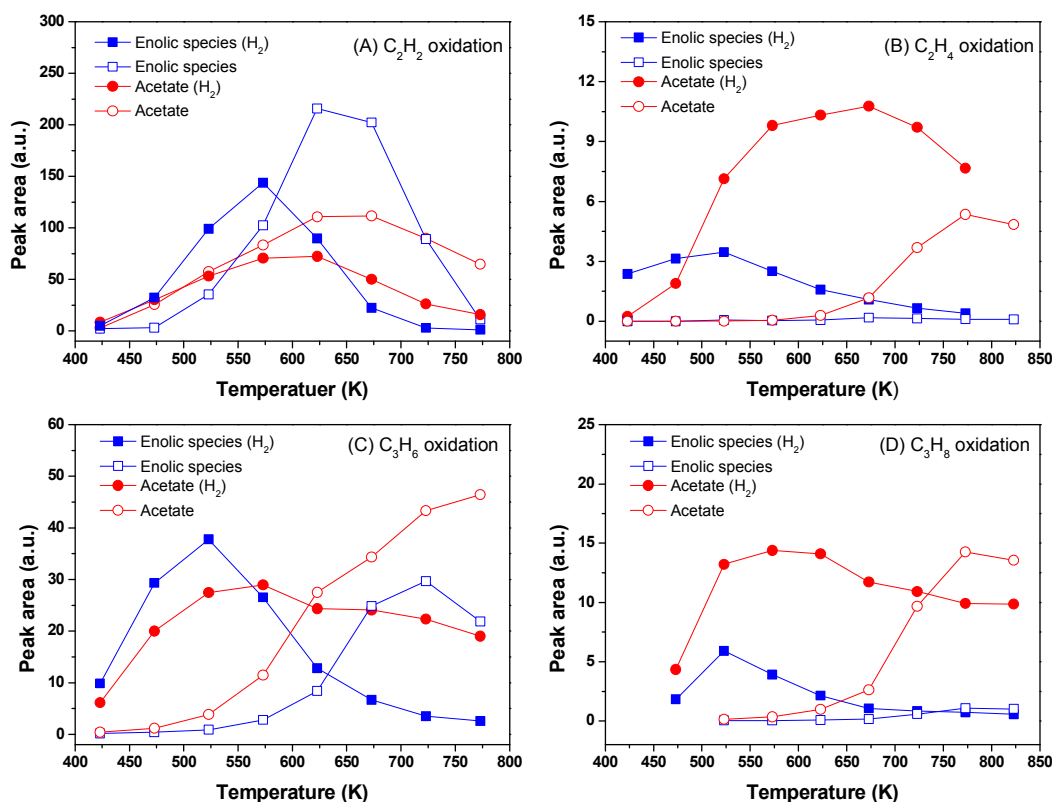 (A) C₂H₂ oxidation
Enolic species (H₂)
Enolic species
Acetate (H₂)
Acetate
Peak area (a.u.)
300
250
200
150
100
50
0
400 450 500 550 600 650 700 750 800
Temperatuer (K)
(B) C₂H₄ oxidation
Enolic species (H₂)
Enolic species
Acetate (H₂)
Acetate
Peak area (a.u.)
15
12
9
6
3
0
400 450 500 550 600 650 700 750 800 850
Temperature (K)
(C) C₃H₆ oxidation
Enolic species (H₂)
Enolic species
Acetate (H₂)
Acetate
Peak area (a.u.)
60
50
40
30
20
10
0
400 450 500 550 600 650 700 750 800
Temperature (K)
(D) C₃H₈ oxidation
Enolic species (H₂)
Enolic species
Acetate (H₂)
Acetate
Peak area (a.u.)
25
20
15
10
5
0
400 450 500 550 600 650 700 750 800 850
Temperature (K)